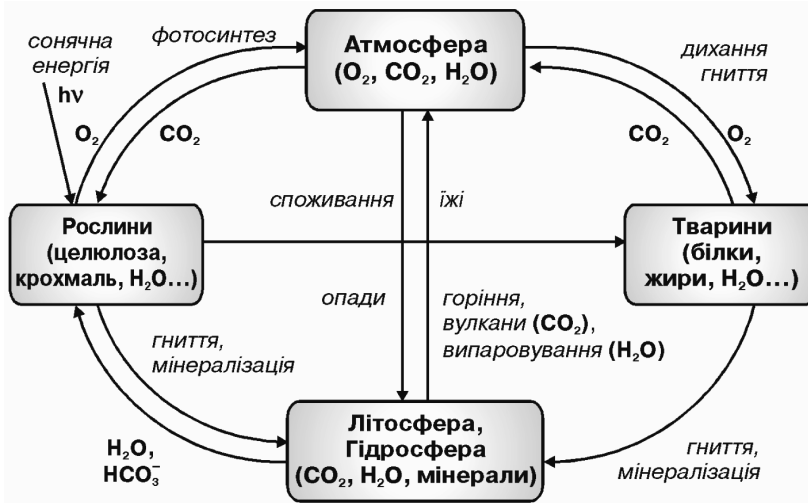 сонячна
енергія
hν
фотосинтез
Атмосфера
(O₂, CO₂, H₂O)
дихання
гниття
O₂
CO₂
CO₂
O₂
споживання
їжі
Рослини
(целюлоза,
крохмаль, H₂O...)
Тварини
(білки,
жири, H₂O...)
опади
горіння,
вулкани (CO₂),
випаровування (H₂O)
гниття,
мінералізація
Літосфера,
Гідросфера
(CO₂, H₂O, мінерали)
H₂O,
HCO₃⁻
гниття,
мінералізація